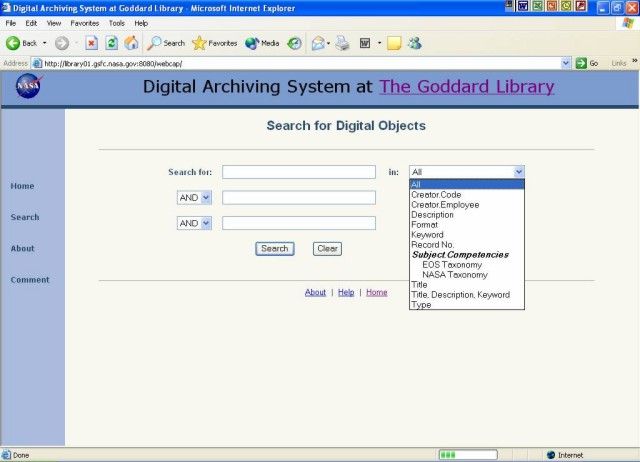 Digital Archiving System at Goddard Library - Microsoft Internet Explorer
File Edit View Favorites Tools Help
Back Search Favorites Media
Address http://library01.gsfc.nasa.gov:8080/webcap/ Go Links »
NASA
Digital Archiving System at The Goddard Library
Search for Digital Objects
Search for: in: All
AND
AND
All
Creator.Code
Creator.Employee
Description
Format
Keyword
Record No.
Subject.Competencies
EOS Taxonomy
NASA Taxonomy
Title
Title, Description, Keyword
Type
Search Clear
Home
Search
About
Comment
About | Help | Home
Done Internet